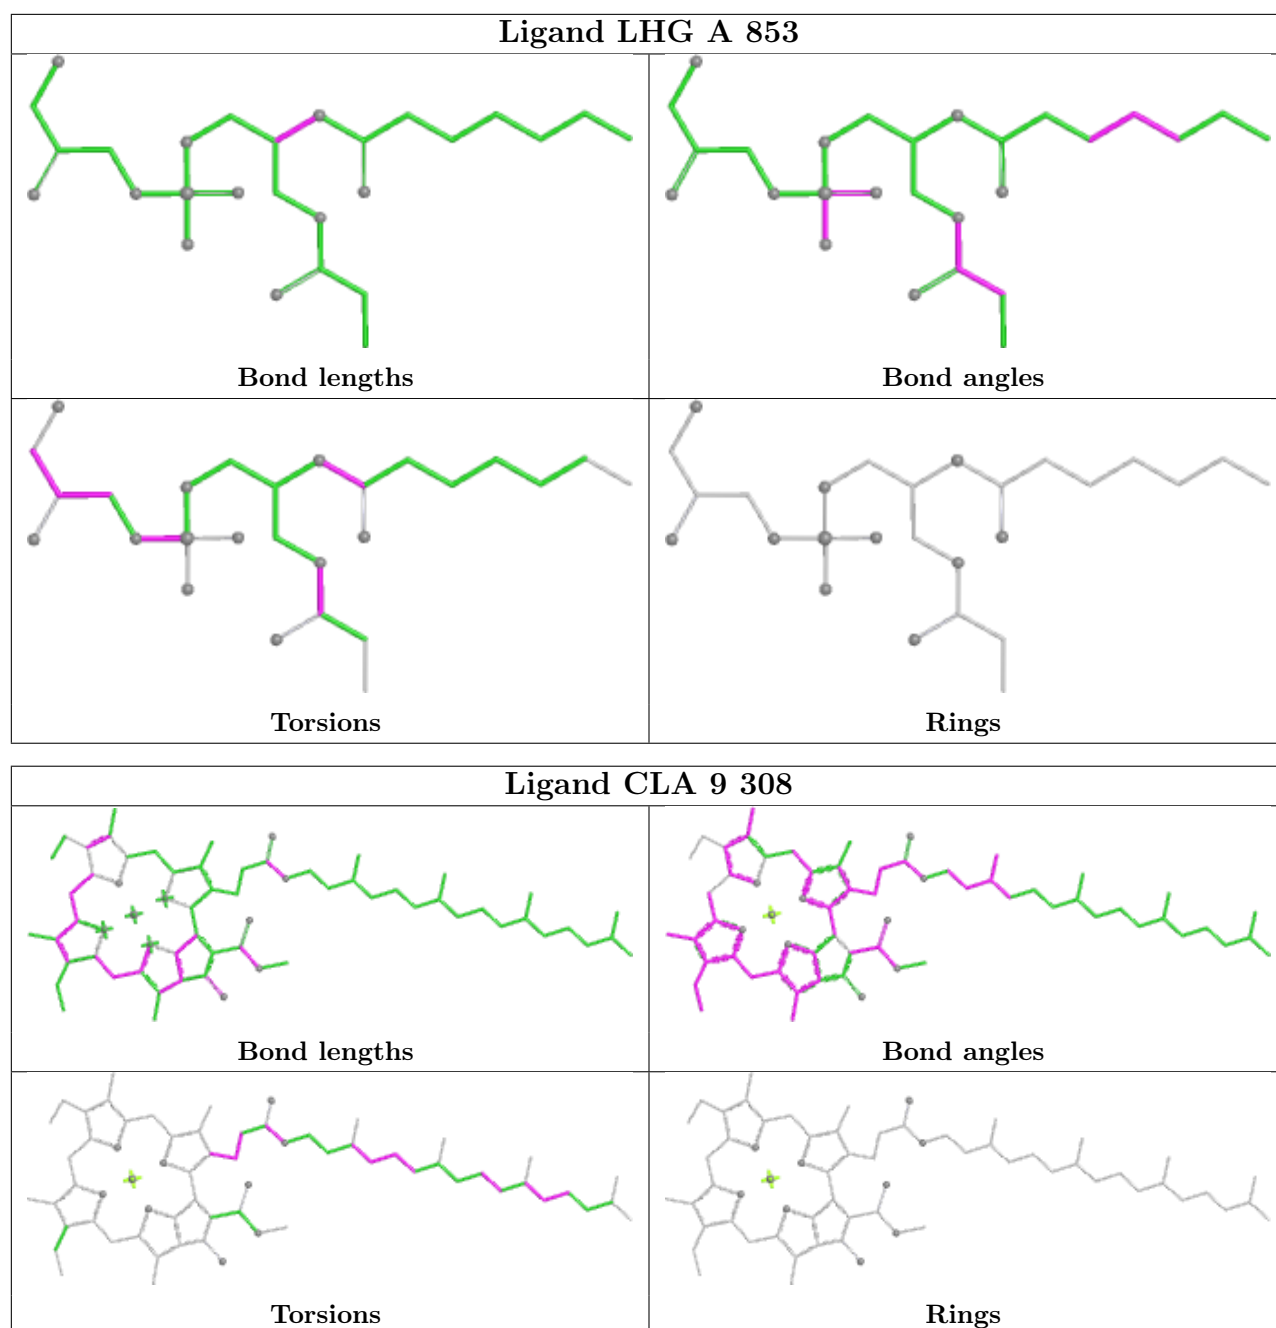 Ligand LHG A 853
Bond lengths
Bond angles
Torsions
Rings
Ligand CLA 9 308
Bond lengths
Bond angles
Torsions
Rings